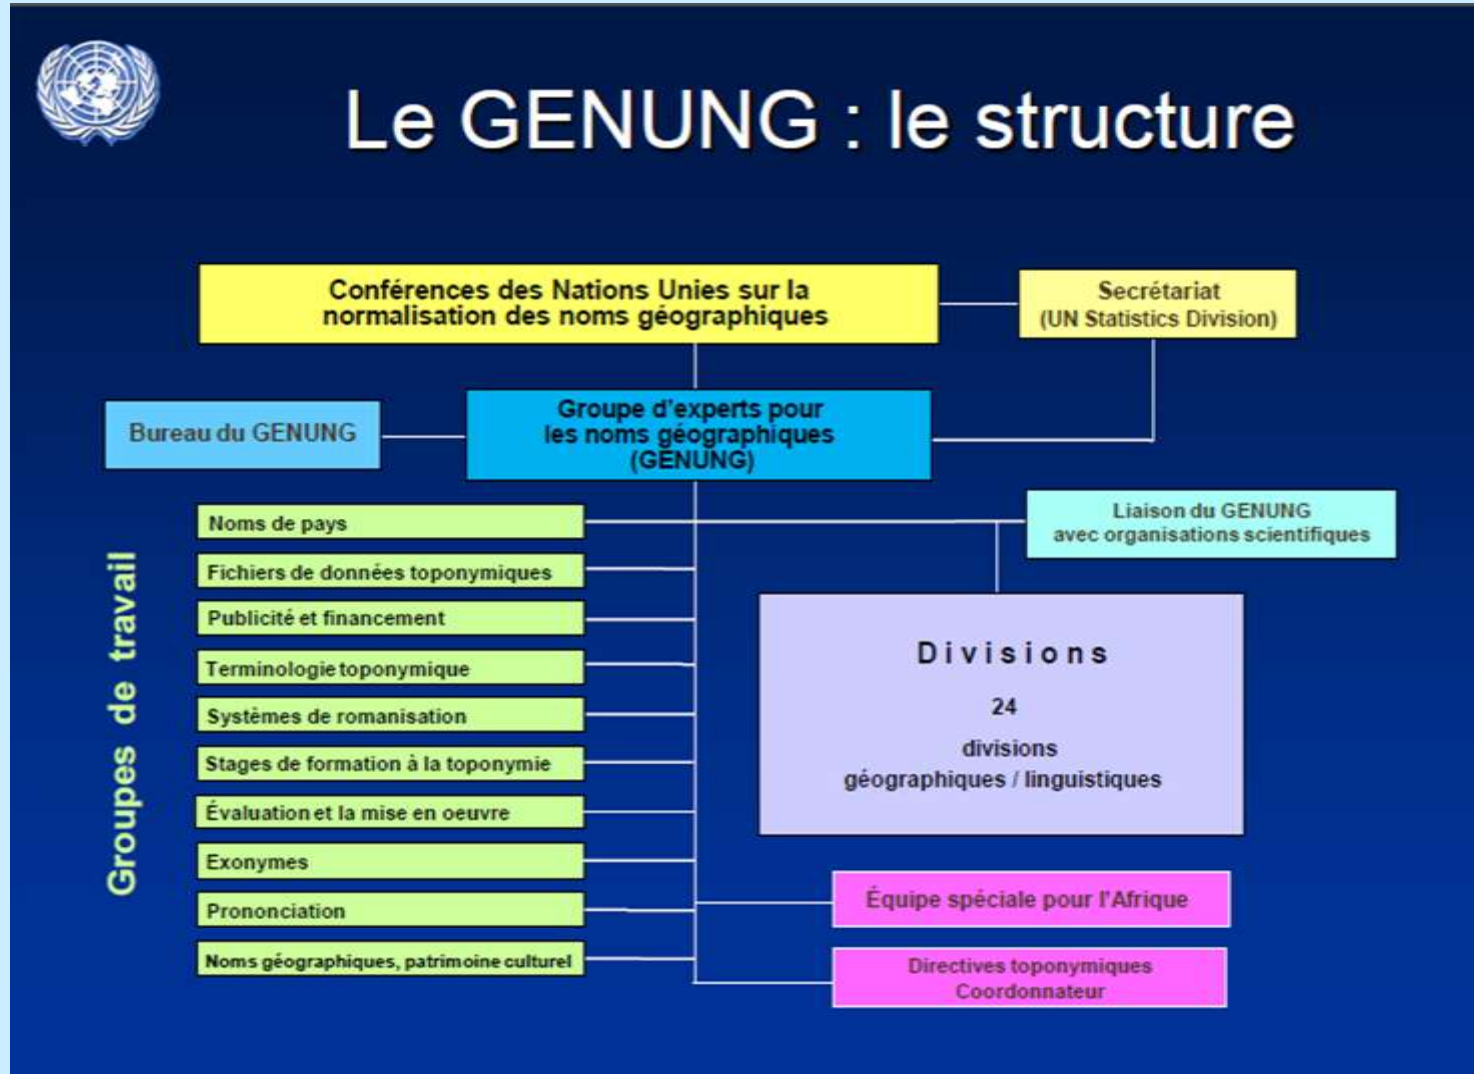 Le GENUNG : le structure
Conférences des Nations Unies sur la
normalisation des noms géographiques
Secrétariat
(UN Statistics Division)
Bureau du GENUNG
Groupe d'experts pour
les noms géographiques
(GENUNG)
Groupes de travail
Noms de pays
Fichiers de données toponymiques
Publicité et financement
Terminologie toponymique
Systèmes de romanisation
Stages de formation à la toponymie
Évaluation et la mise en oeuvre
Exonymes
Prononciation
Noms géographiques, patrimoine culturel
Liaison du GENUNG
avec organisations scientifiques
Divisions
24
divisions
géographiques / linguistiques
Équipe spéciale pour l'Afrique
Directives toponymiques
Coordonnateur